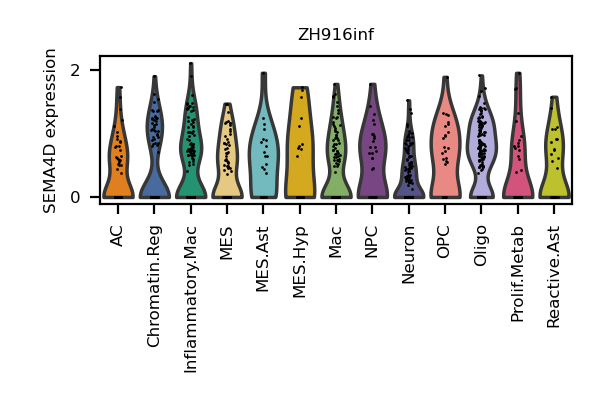 ZH916inf
SEMA4D expression
2
0
AC
Chromatin.Reg
Inflammatory.Mac
MES
MES.Ast
MES.Hyp
Mac
NPC
Neuron
OPC
Oligo
Prolif.Metab
Reactive.Ast